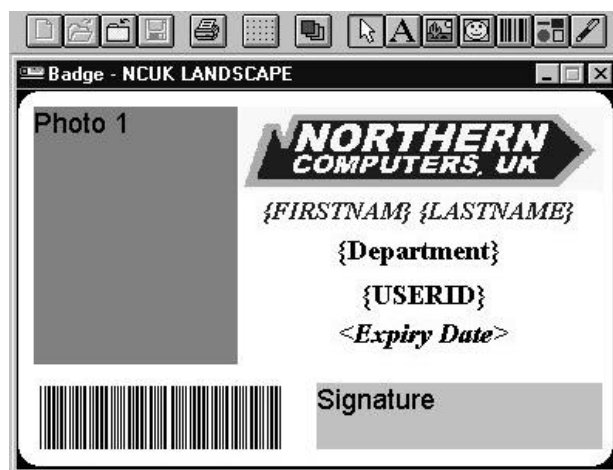 A
Badge - NCUK LANDSCAPE
Photo 1
NORTHERN
COMPUTERS, UK
{FIRSTNAM} {LASTNAME}
{Department}
{USERID}
<Expiry Date>
Signature